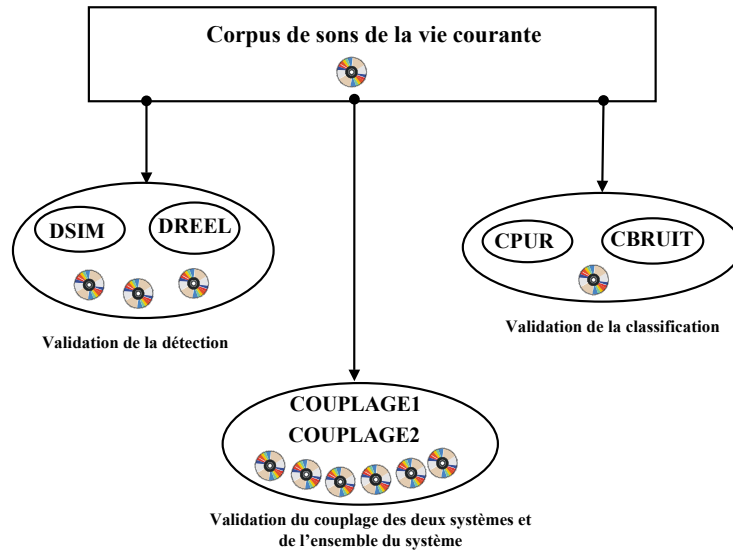 Corpus de sons de la vie courante
DSIM
DREEL
Validation de la détection
CPUR
CBRUIT
Validation de la classification
COUPLAGE1
COUPLAGE2
Validation du couplage des deux systèmes et
de l’ensemble du système